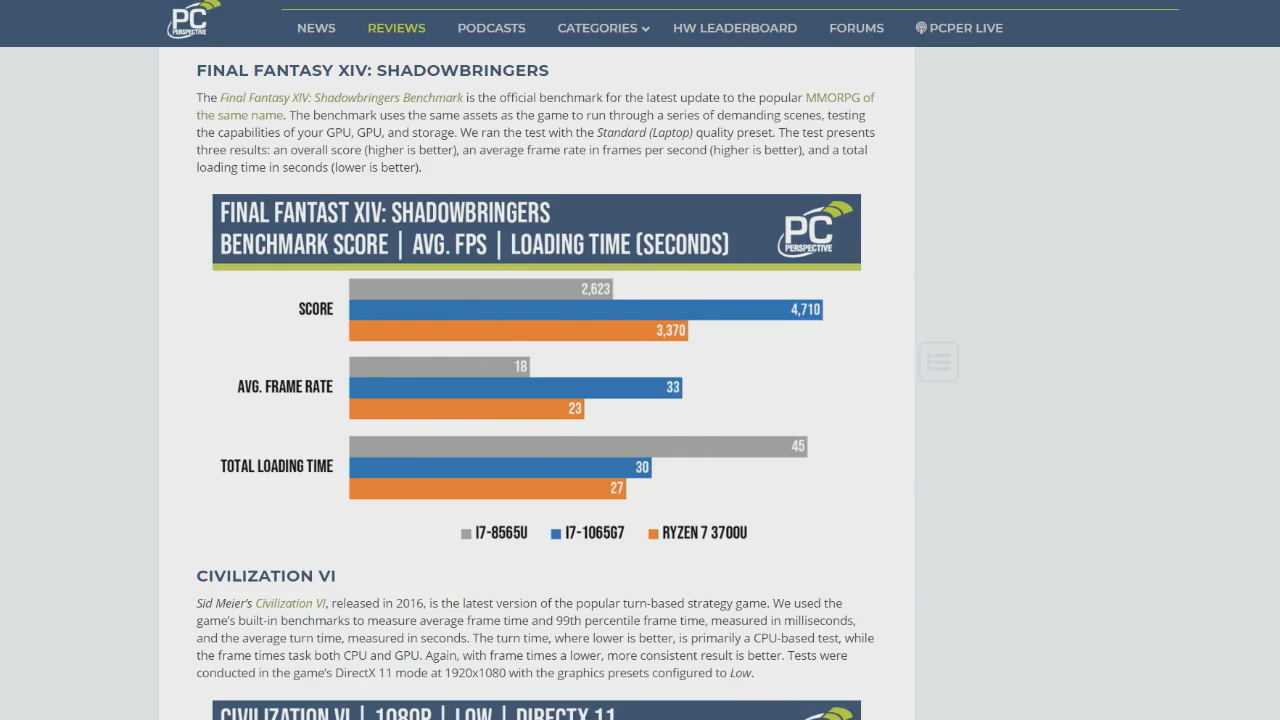 PC
PERSPECTIVE
NEWS REVIEWS PODCASTS CATEGORIES HW LEADERBOARD FORUMS PCPER LIVE
FINAL FANTASY XIV: SHADOWBRINGERS
The Final Fantasy XIV: Shadowbringers Benchmark is the official benchmark for the latest update to the popular MMORPG of
the same name. The benchmark uses the same assets as the game to run through a series of demanding scenes, testing
the capabilities of your GPU, GPU, and storage. We ran the test with the Standard (Laptop) quality preset. The test presents
three results: an overall score (higher is better), an average frame rate in frames per second (higher is better), and a total
loading time in seconds (lower is better).
FINAL FANTAST XIV: SHADOWBRINGERS
BENCHMARK SCORE | AVG. FPS | LOADING TIME (SECONDS)
PC
PERSPECTIVE
2,623
SCORE 4,710
3,370
18
AVG. FRAME RATE 33
23
45
TOTAL LOADING TIME 30
27
I7-8565U I7-1065G7 RYZEN 7 3700U
CIVILIZATION VI
Sid Meier's Civilization VI, released in 2016, is the latest version of the popular turn-based strategy game. We used the
game's built-in benchmarks to measure average frame time and 99th percentile frame time, measured in milliseconds,
and the average turn time, measured in seconds. The turn time, where lower is better, is primarily a CPU-based test, while
the frame times task both CPU and GPU. Again, with frame times a lower, more consistent result is better. Tests were
conducted in the game's DirectX 11 mode at 1920x1080 with the graphics presets configured to Low.
CIVILIZATION VI | 1080P | LOW | DIRECTX 11